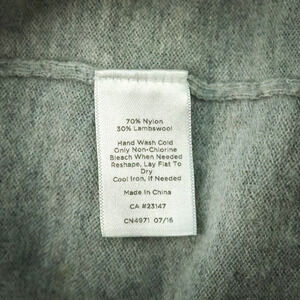 70% Nylon
30% Lambswool
Hand Wash Cold
Only Non-Chlorine
Bleach When Needed
Reshape, Lay Flat To
Dry
Cool Iron, if Needed
Made in China
CA #23147
CN4971 07/16